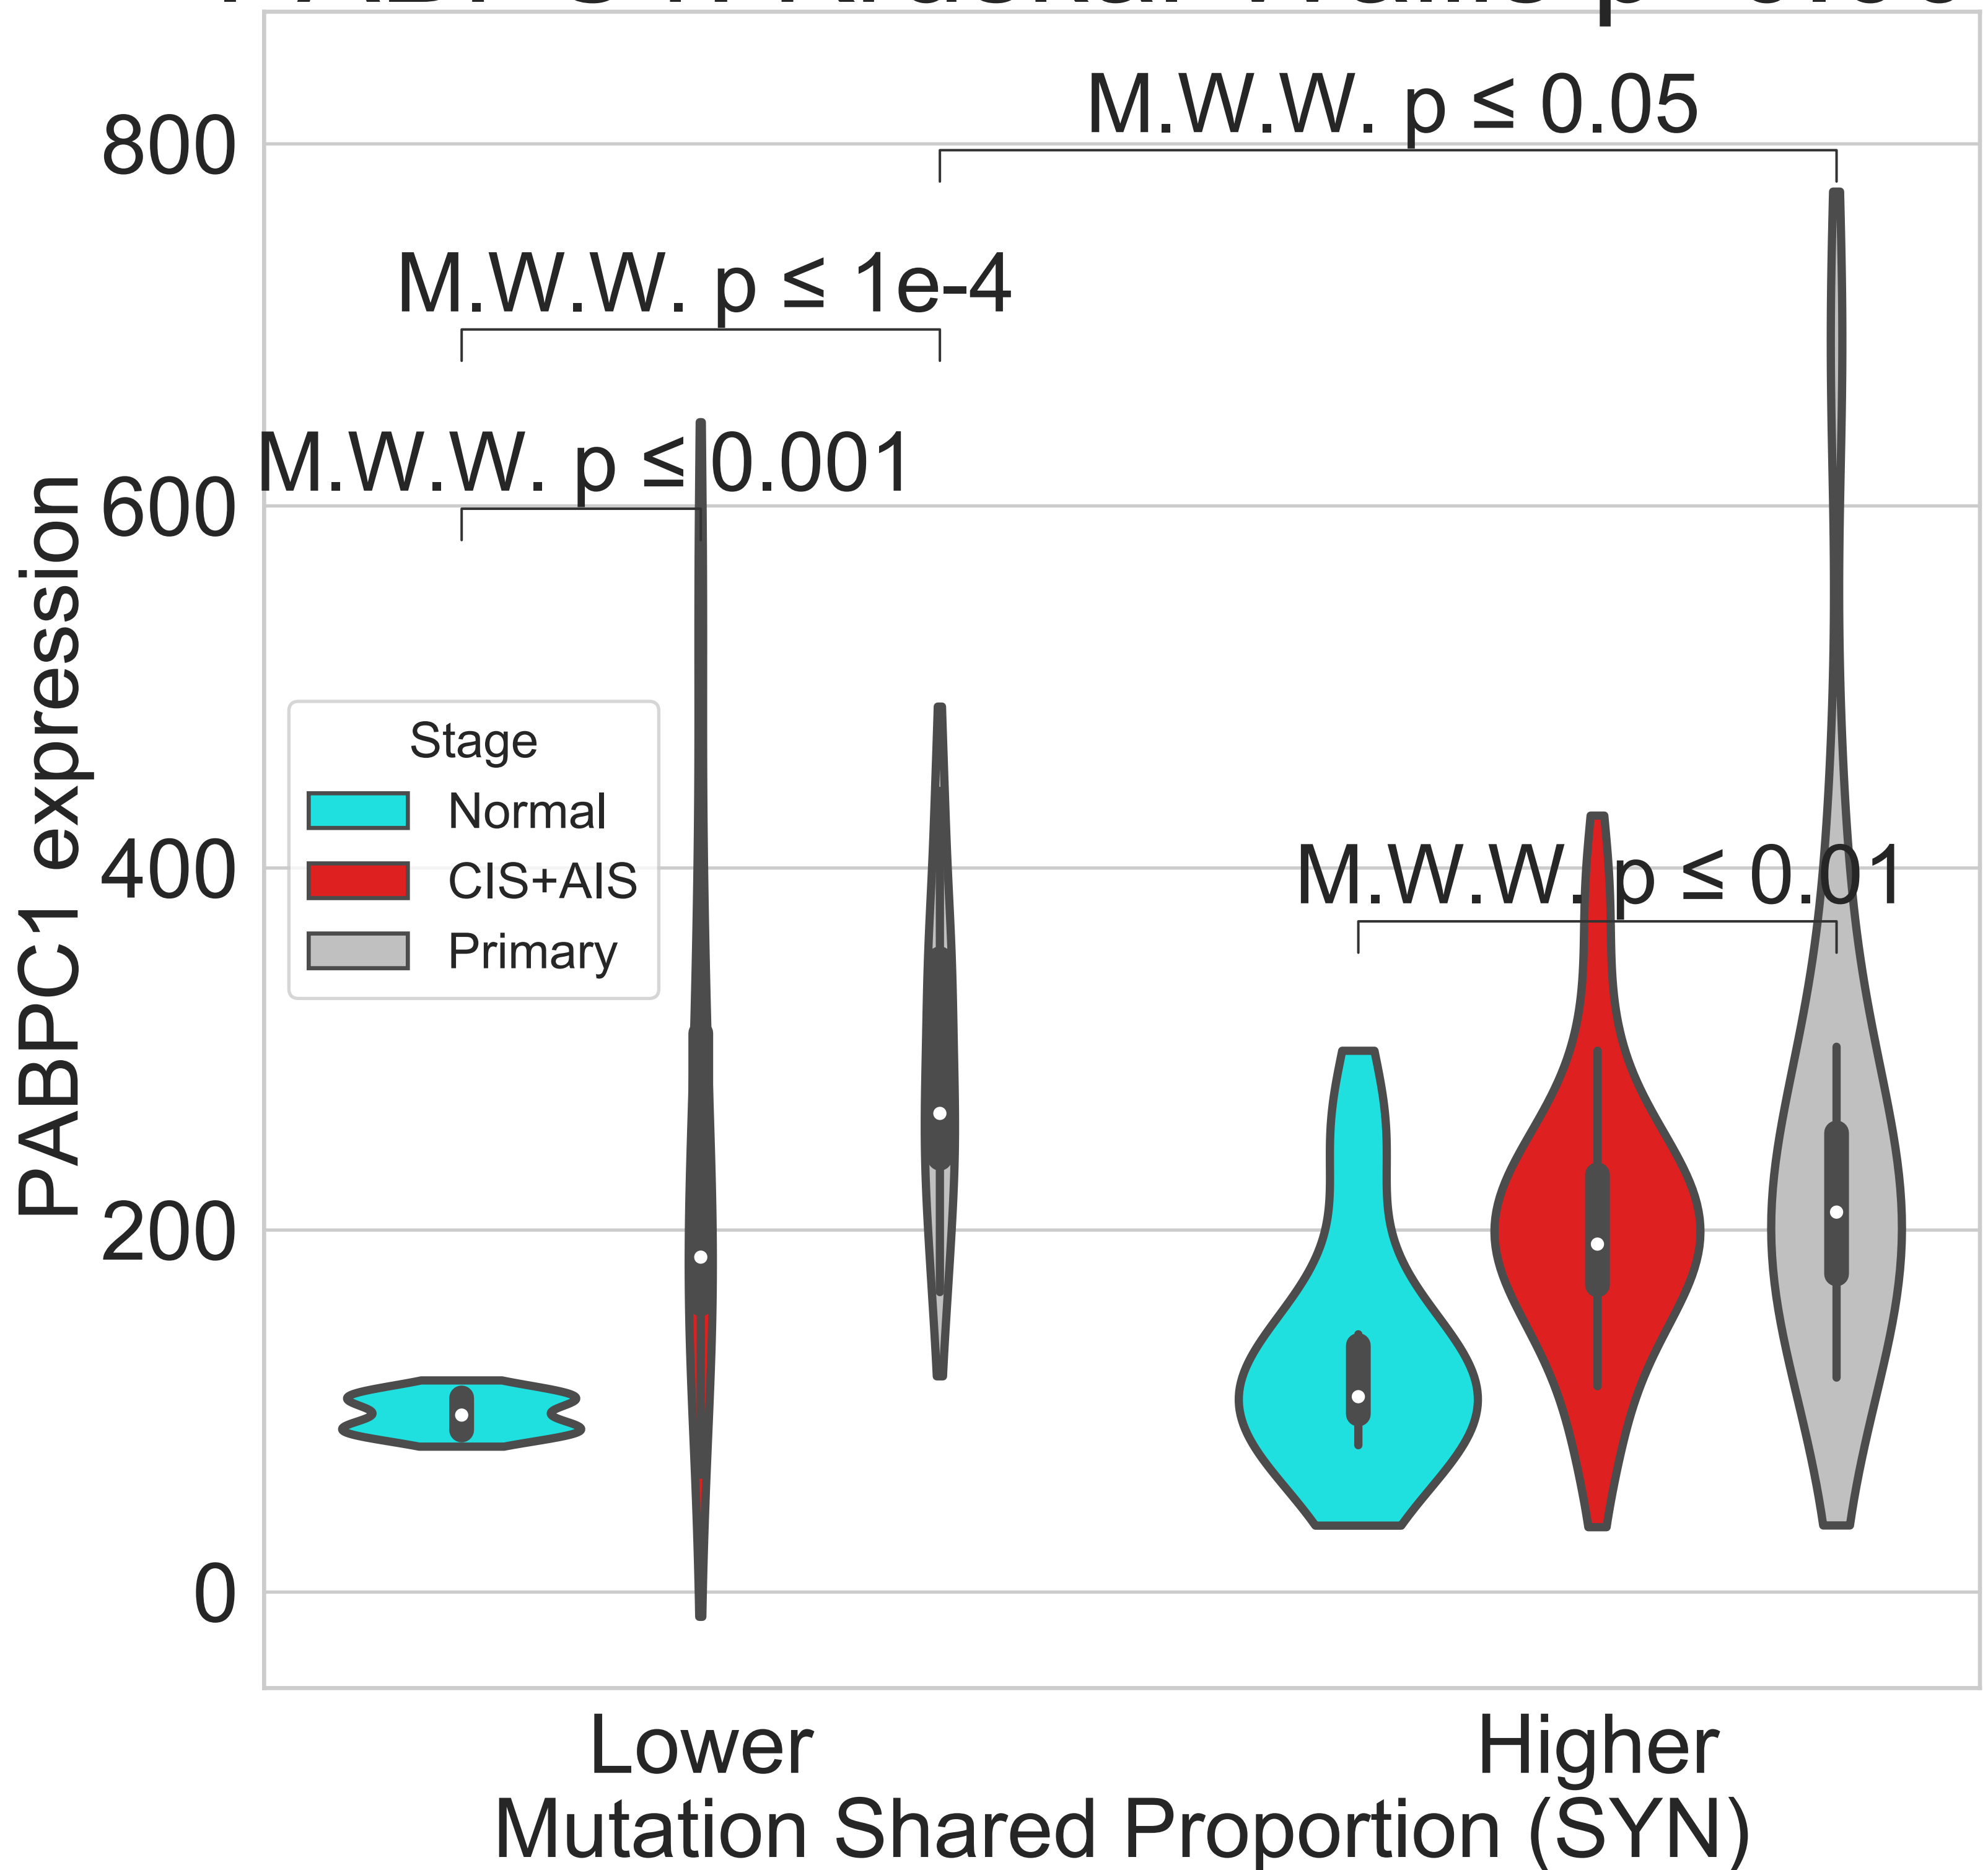 M.W.W. p ≤ 0.05
800
M.W.W. p ≤ 1e-4
M.W.W. p ≤ 0.001
600
PABPC1 expression
Stage
Normal
CIS+AIS
Primary
400
M.W.W. p ≤ 0.01
200
0
Lower
Higher
Mutation Shared Proportion (SYN)